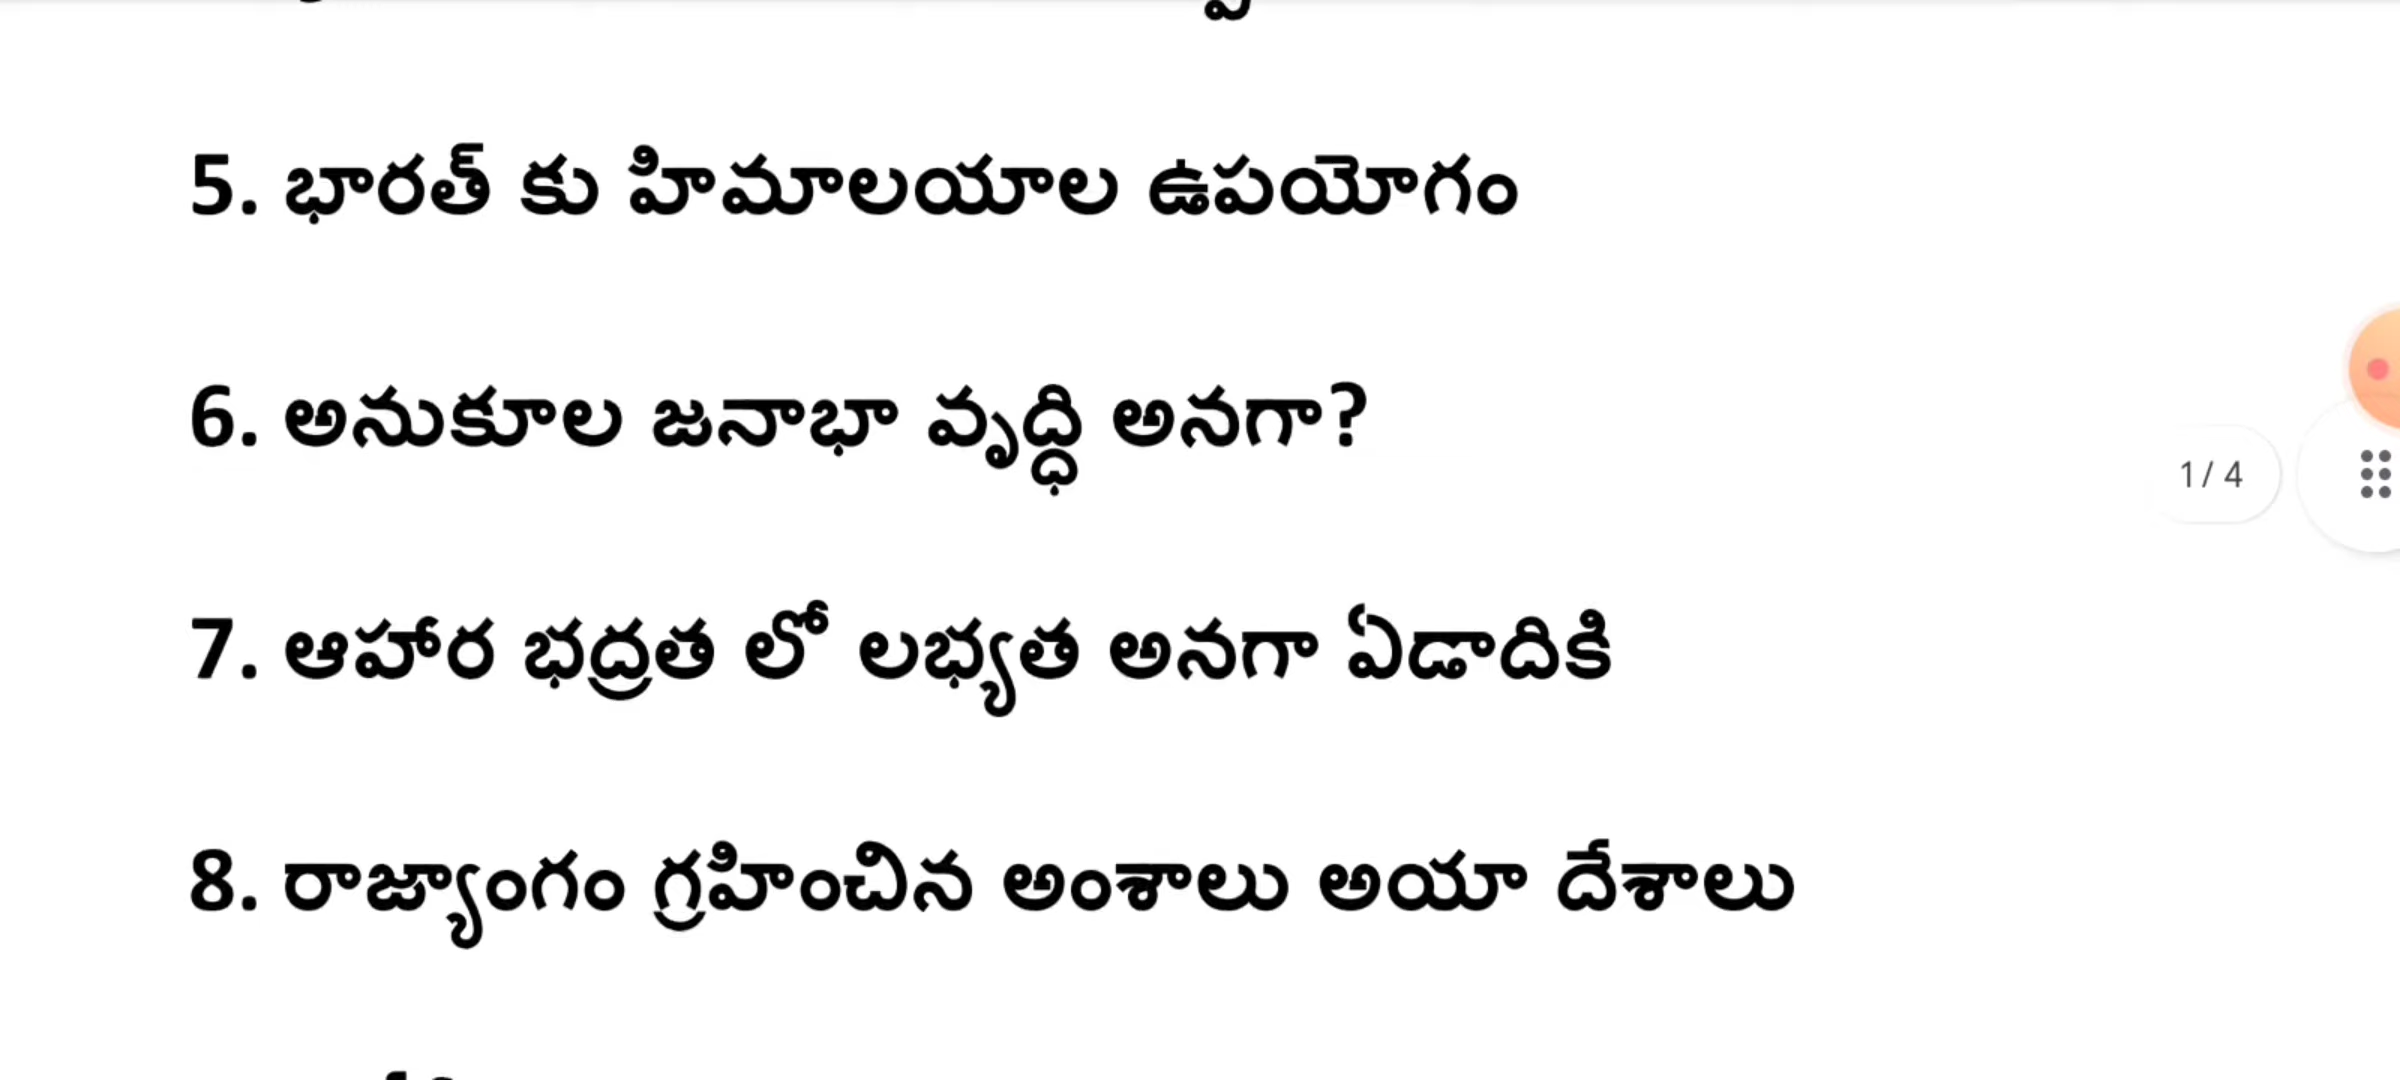 5. భారత్ కు హిమాలయాల ఉపయోగం
6. అనుకూల జనాభా వృద్ధి అనగా?
1 / 4
7. ఆహార భద్రత లో లభ్యత అనగా ఏడాదికి
8. రాజ్యాంగం గ్రహించిన అంశాలు అయా దేశాలు